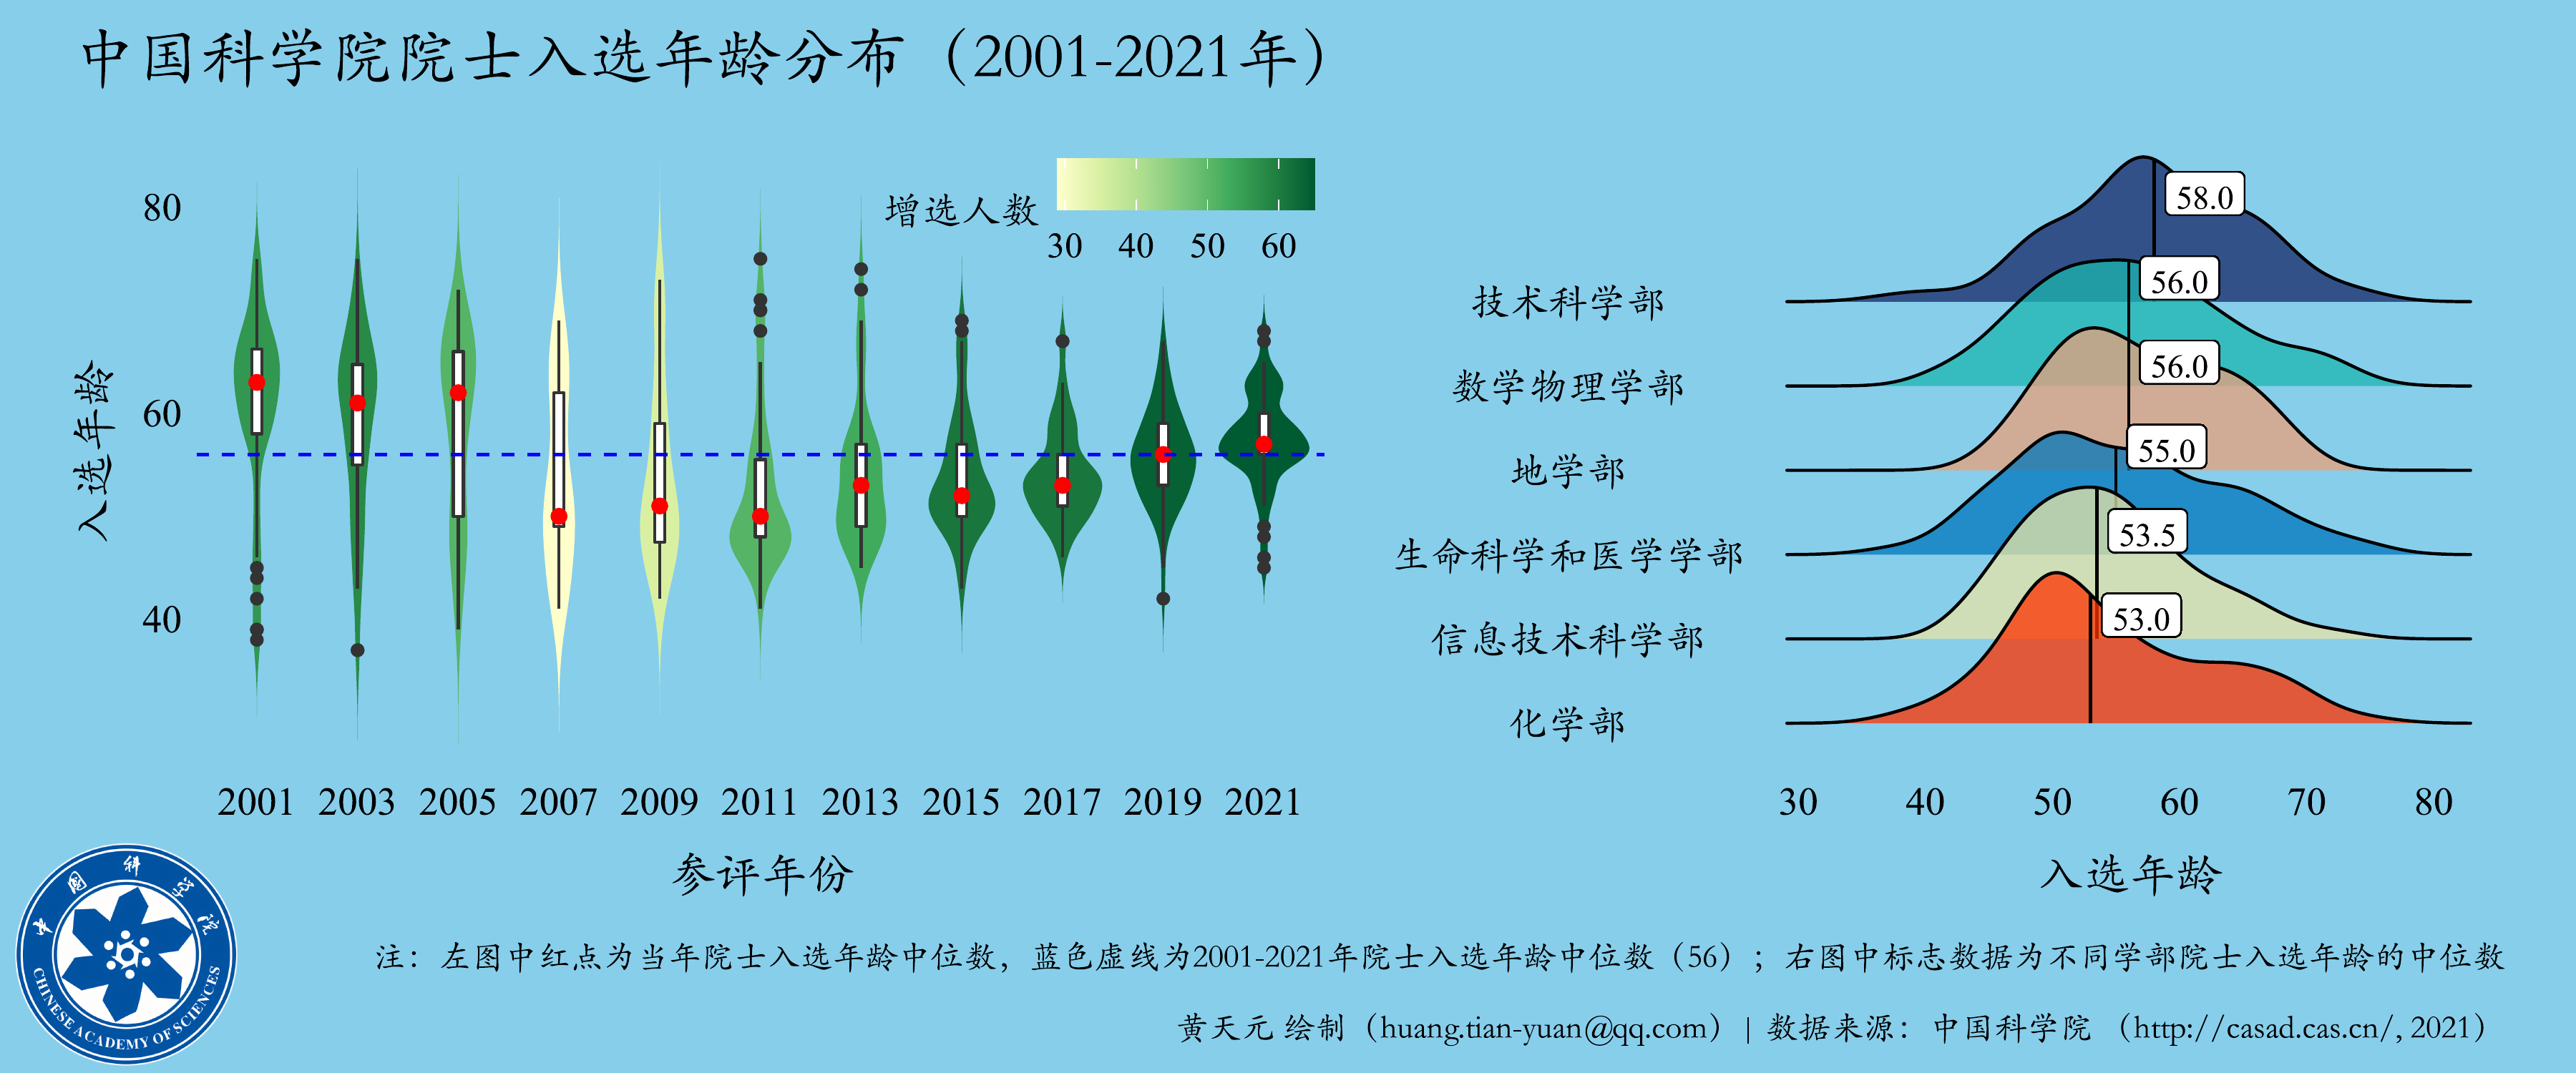 中国科学院院士入选年龄分布（2001-2021年）
增选人数
30 40 50 60
入选年龄
80
60
40
2001 2003 2005 2007 2009 2011 2013 2015 2017 2019 2021
参评年份
技术科学部
数学物理学部
地学部
生命科学和医学学部
信息技术科学部
化学部
58.0
56.0
56.0
55.0
53.5
53.0
30 40 50 60 70 80
入选年龄
中国科学院
CHINESE ACADEMY OF SCIENCES
注：左图中红点为当年院士入选年龄中位数，蓝色虚线为2001-2021年院士入选年龄中位数（56）；右图中标志数据为不同学部院士入选年龄的中位数
黄天元 绘制（huang.tian-yuan@qq.com）| 数据来源：中国科学院 （http://casad.cas.cn/, 2021）